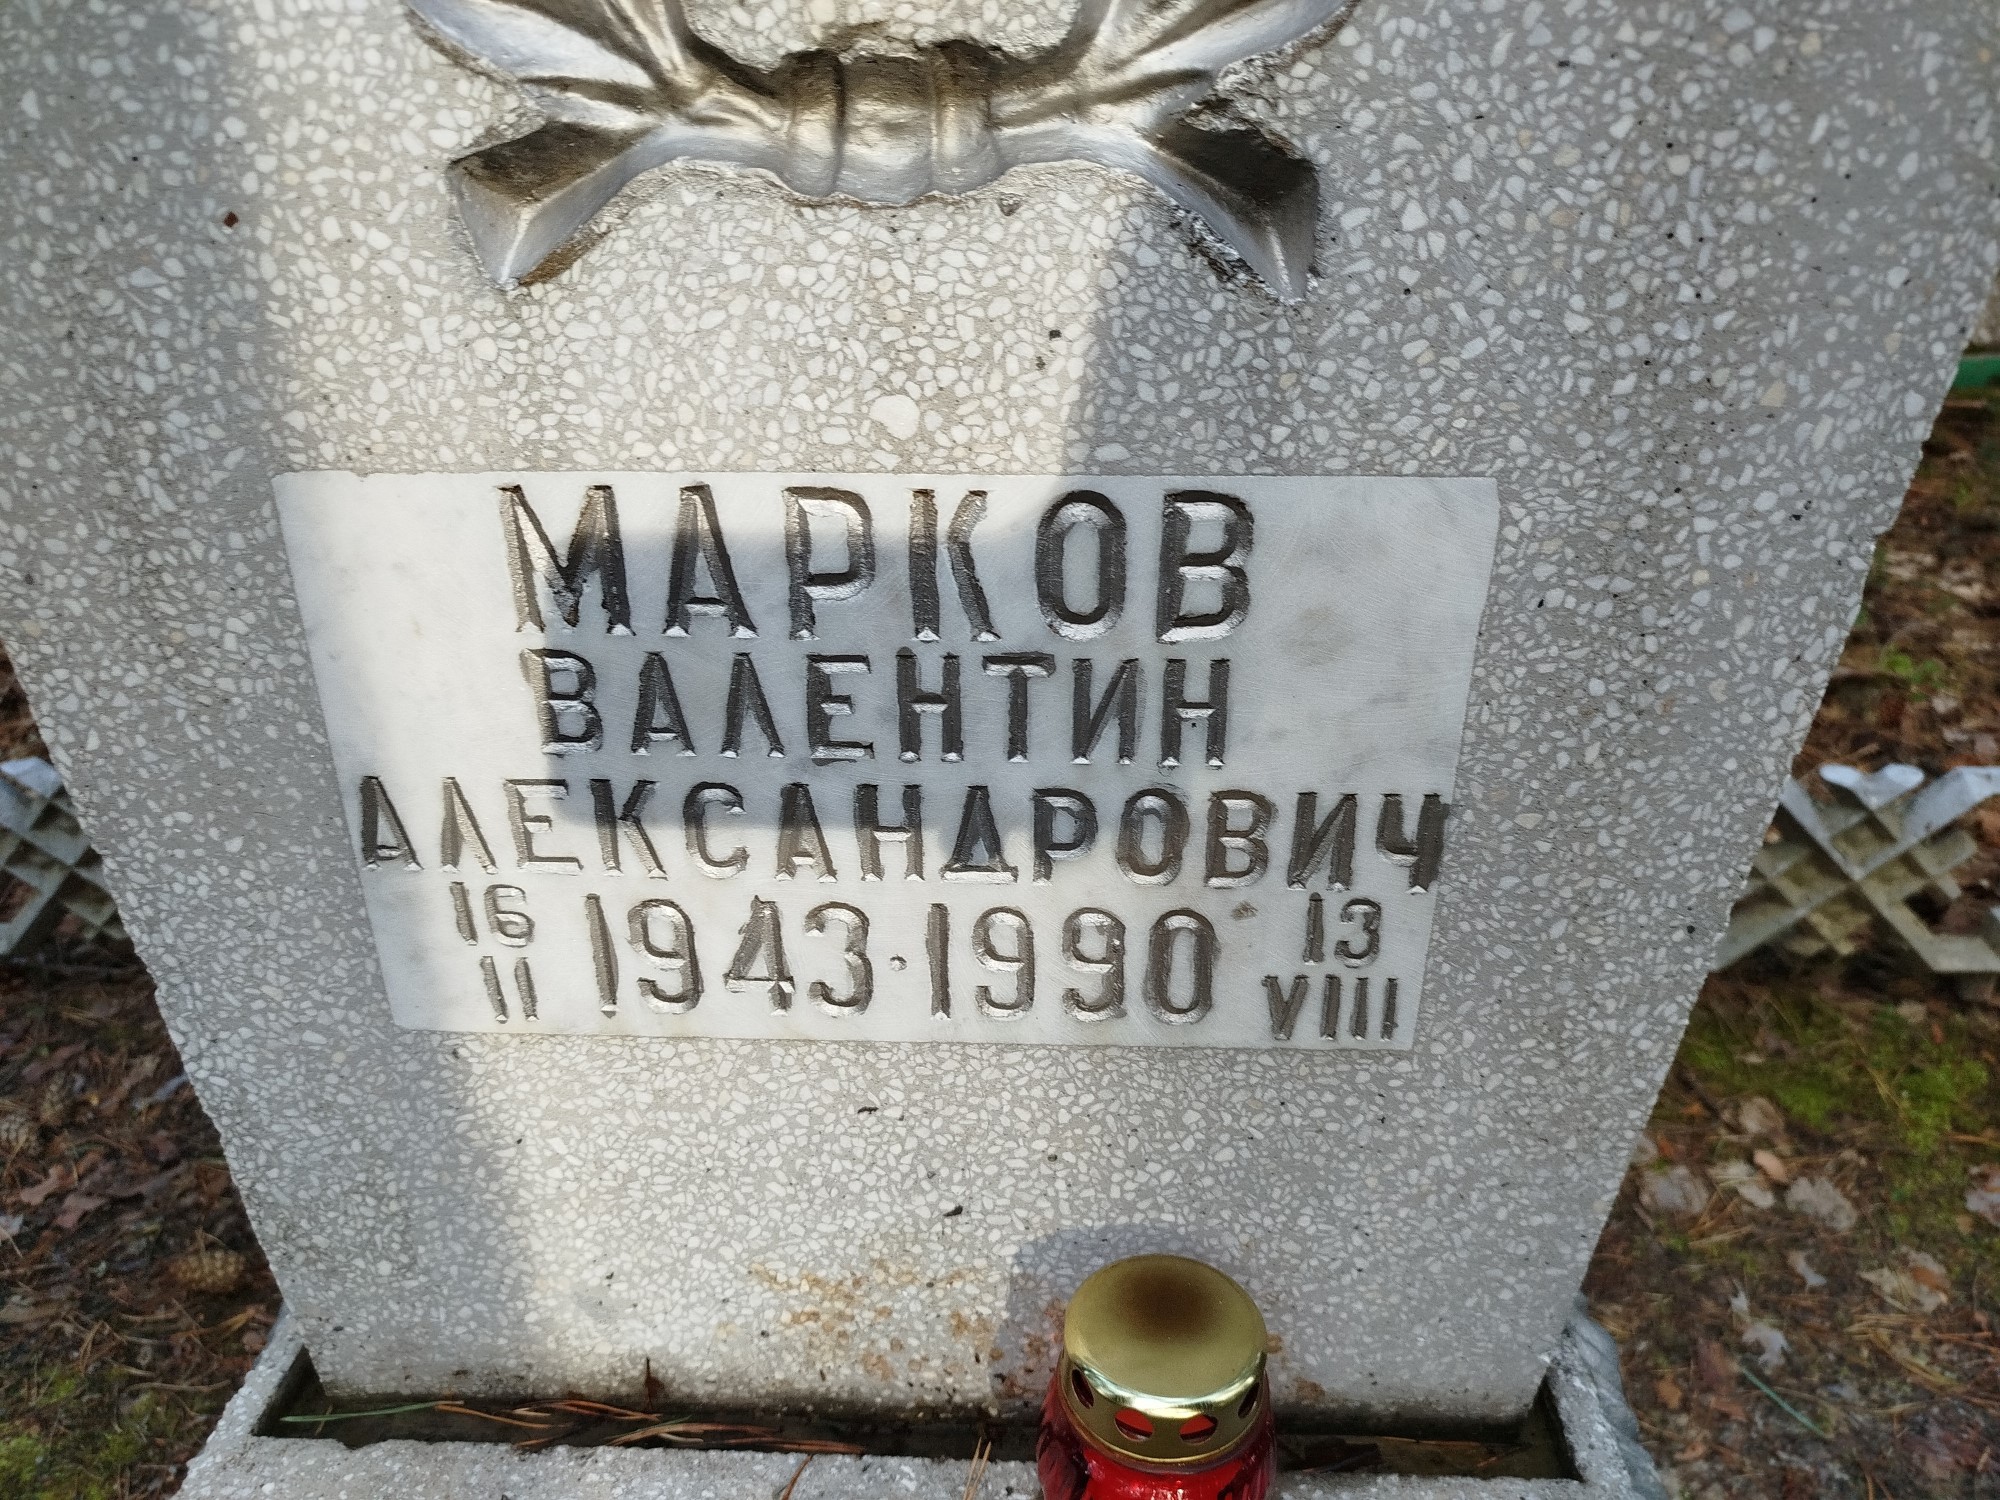 МАРКОВ
ВАЛЕНТИН
АЛЕКСАНДРОВИЧ
16 II 1943 · 1990 13 VIII